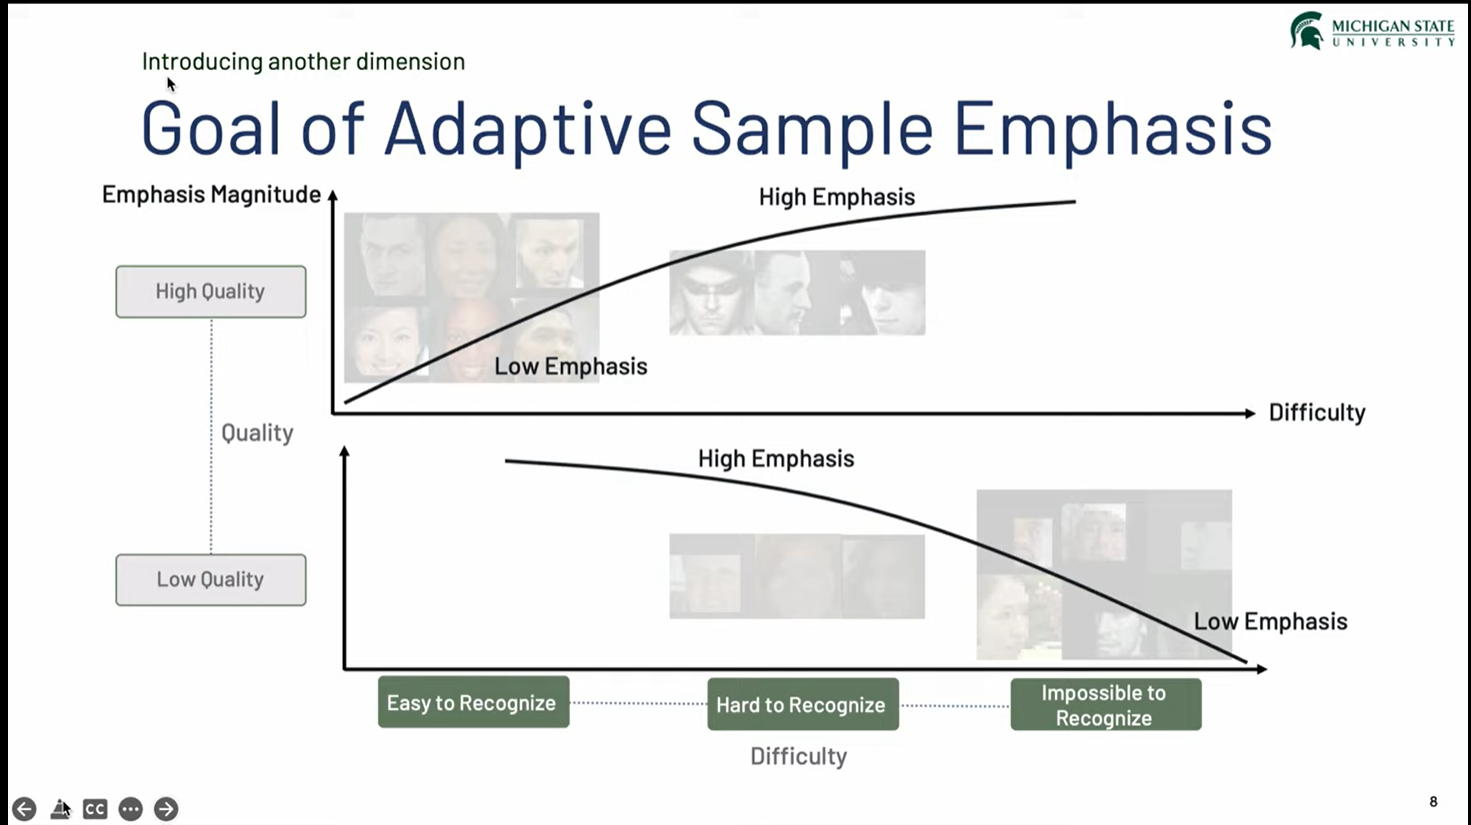 MICHIGAN STATE
UNIVERSITY
Introducing another dimension
Goal of Adaptive Sample Emphasis
Emphasis Magnitude
High Emphasis
High Quality
Low Emphasis
Difficulty
Quality
High Emphasis
Low Quality
Low Emphasis
Easy to Recognize
Hard to Recognize
Impossible to
Recognize
Difficulty
CC
8